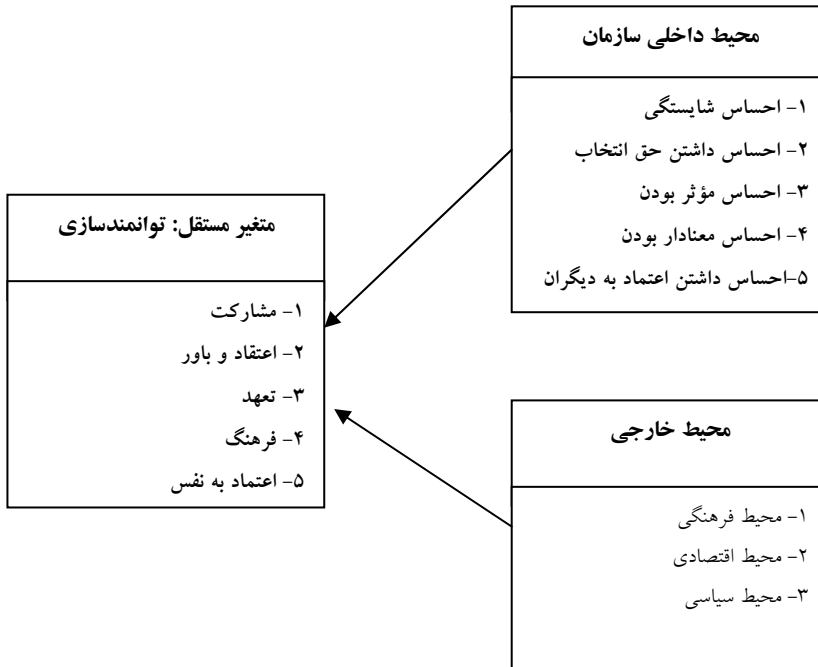 محیط داخلی سازمان
۱- احساس شایستگی
۲- احساس داشتن حق انتخاب
۳- احساس مؤثر بودن
۴- احساس معنادار بودن
۵-احساس داشتن اعتماد به دیگران
متغیر مستقل: توانمندسازی
۱- مشارکت
۲- اعتقاد و باور
۳- تعهد
۴- فرهنگ
۵- اعتماد به نفس
محیط خارجی
۱- محیط فرهنگی
۲- محیط اقتصادی
۳- محیط سیاسی